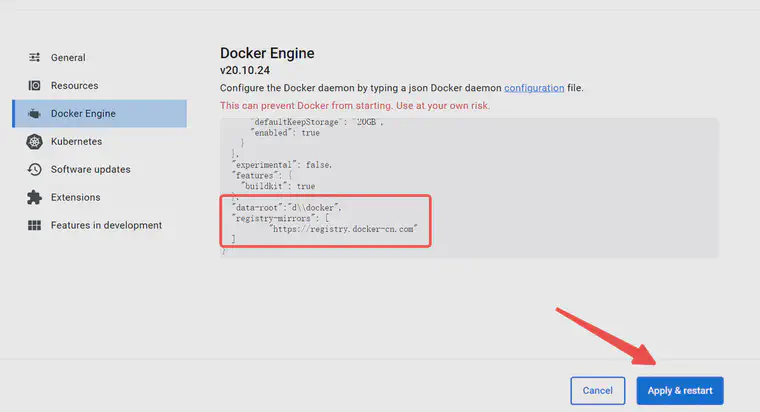 General
Resources
Docker Engine
Kubernetes
Software updates
Extensions
Features in development
Docker Engine
v20.10.24
Configure the Docker daemon by typing a json Docker daemon configuration file.
This can prevent Docker from starting. Use at your own risk.
"defaultKeepStorage": "20GB",
"enabled": true
}
},
"experimental": false,
"features": {
"buildkit": true
},
"data-root":"d\\docker",
"registry-mirrors": [
"https://registry.docker-cn.com"
]
}
Cancel
Apply & restart